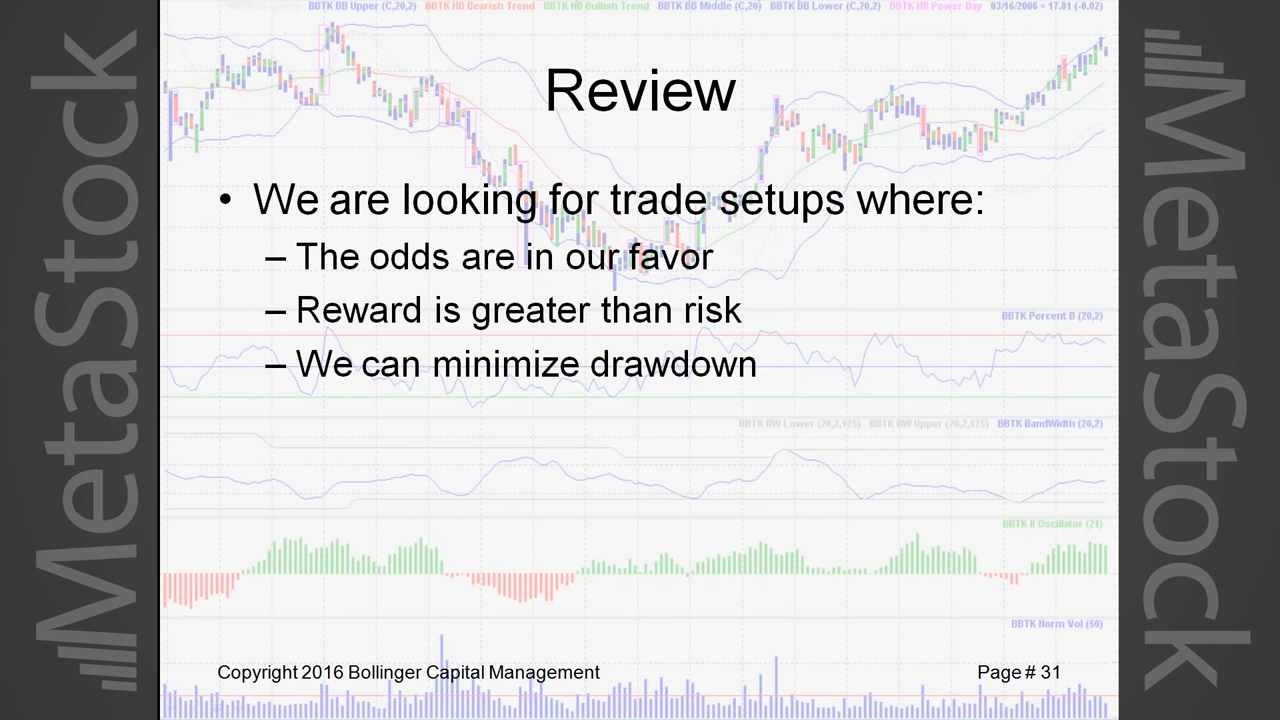 BBTK BB Upper (C,20,2) BBTK HB Bearish Trend BBTK HB Bullish Trend BBTK BB Middle (C,20) BBTK BB Lower (C,20,2) BBTK HB Power Day 03/16/2006 = 17.81 (-0.02)
Review
• We are looking for trade setups where:
– The odds are in our favor
– Reward is greater than risk
– We can minimize drawdown
BBTK Percent B (20,2)
BBTK BW Lower (20,2,125) BBTK BW Upper (20,2,125) BBTK BandWidth (20,2)
BBTK II Oscillator (21)
BBTK Norm Vol (50)
Copyright 2016 Bollinger Capital Management Page # 31
MetaStock
MetaStock